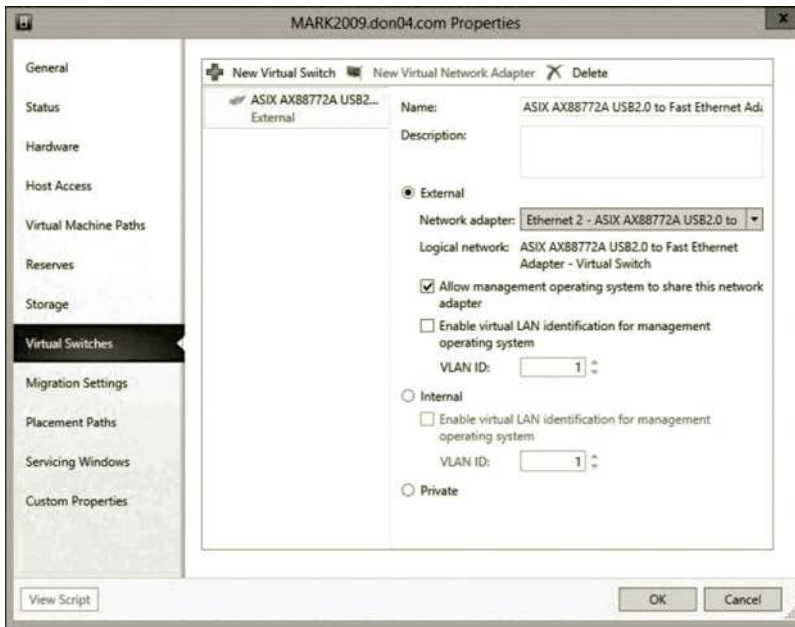 MARK2009.don04.com Properties
x
General
Status
Hardware
Host Access
Virtual Machine Paths
Reserves
Storage
Virtual Switches
Migration Settings
Placement Paths
Servicing Windows
Custom Properties
New Virtual Switch New Virtual Network Adapter Delete
ASIX AX88772A USB2...
External
Name: ASIX AX88772A USB2.0 to Fast Ethernet Ada
Description:
External
Network adapter: Ethernet 2 - ASIX AX88772A USB2.0 to
Logical network: ASIX AX88772A USB2.0 to Fast Ethernet
Adapter - Virtual Switch
Allow management operating system to share this network
adapter
Enable virtual LAN identification for management
operating system
VLAN ID: 1
Internal
Enable virtual LAN identification for management
operating system
VLAN ID: 1
Private
View Script
OK Cancel